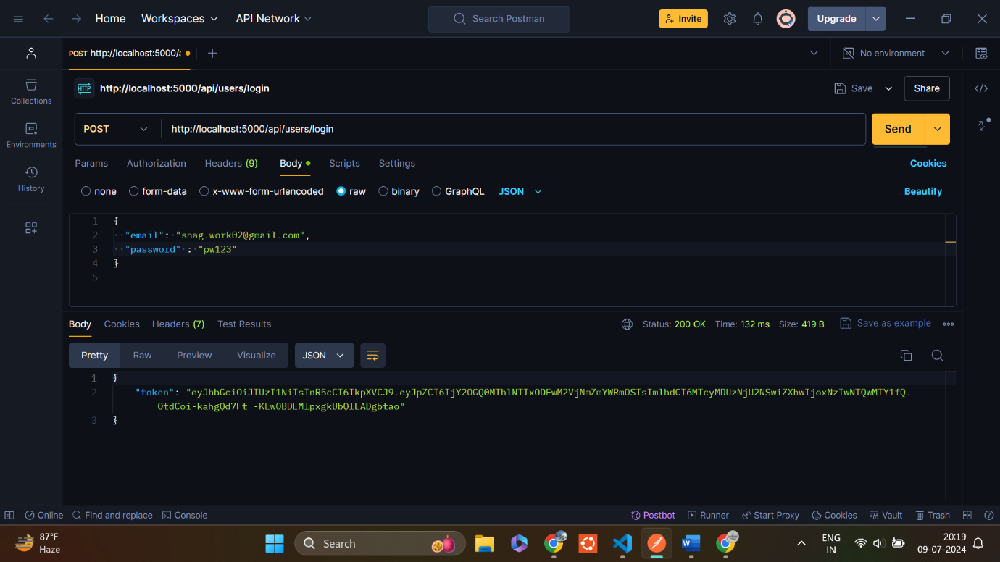 Home Workspaces API Network Search Postman Invite Upgrade
POST http://localhost:5000/a No environment
HTTP http://localhost:5000/api/users/login Save Share
Collections
POST http://localhost:5000/api/users/login Send
Environments
Params Authorization Headers (9) Body Scripts Settings Cookies
History
none form-data x-www-form-urlencoded raw binary GraphQL JSON Beautify
1 {
2 "email": "snag.work02@gmail.com",
3 "password" : "pw123"
4 }
5
Body Cookies Headers (7) Test Results Status: 200 OK Time: 132 ms Size: 419 B Save as example
Pretty Raw Preview Visualize JSON
1 {
2 "token": "eyJhbGciOiJIUzI1NiIsInR5cCI6IkpXVCJ9.eyJpZCI6IjY2OGQ0MThlNTIxODEwM2VjNmZmYWRmOSIsImlhdCI6MTcyMDUzNjU2NSwiZXhwIjoxNzIwNTQwMTY1fQ.
0tdCoi-kahgQd7Ft_-KLwOBDEMlpxgkUbQIEADgbtao"
3 }
Online Find and replace Console Postbot Runner Start Proxy Cookies Vault Trash
87°F
Haze
Search
ENG
IN
20:19
09-07-2024